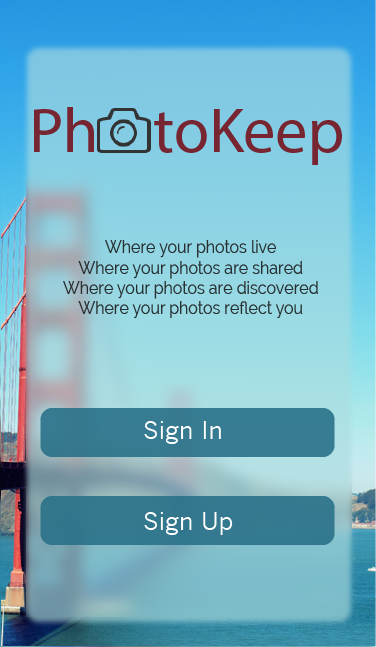 PhotoKeep
Where your photos live
Where your photos are shared
Where your photos are discovered
Where your photos reflect you
Sign In
Sign Up